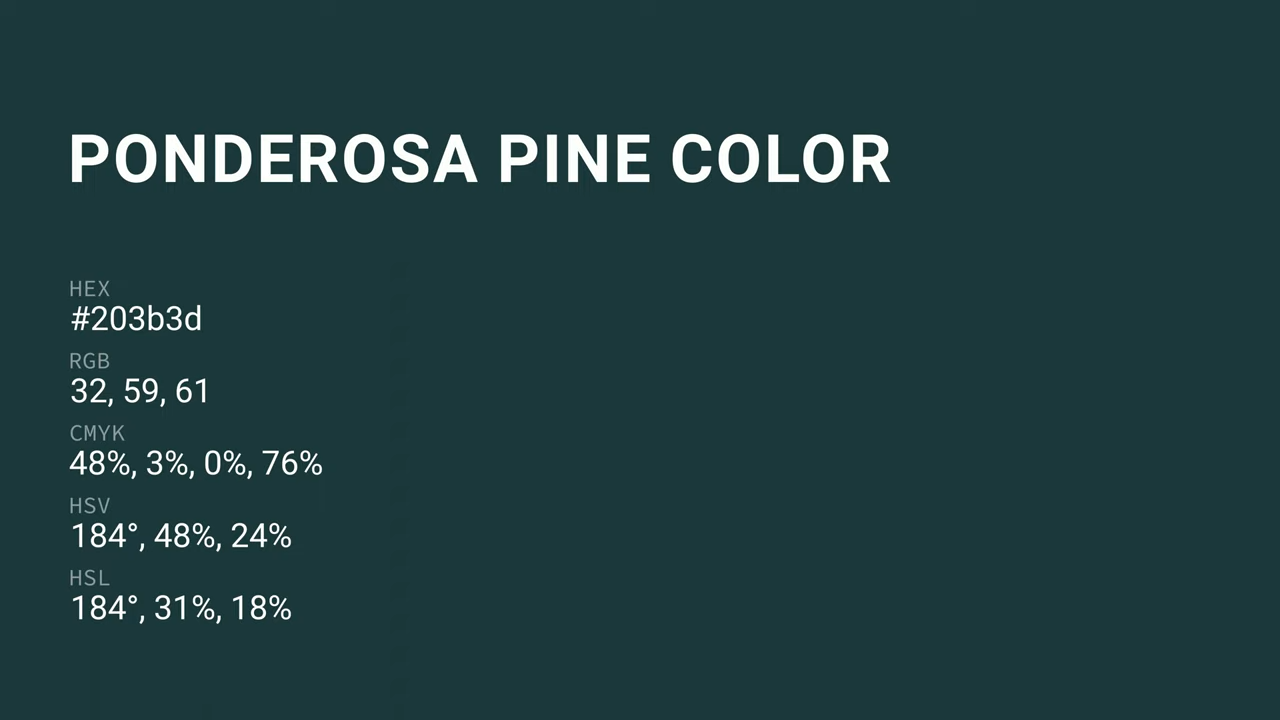 PONDEROSA PINE COLOR
HEX
#203b3d
RGB
32, 59, 61
CMYK
48%, 3%, 0%, 76%
HSV
184°, 48%, 24%
HSL
184°, 31%, 18%